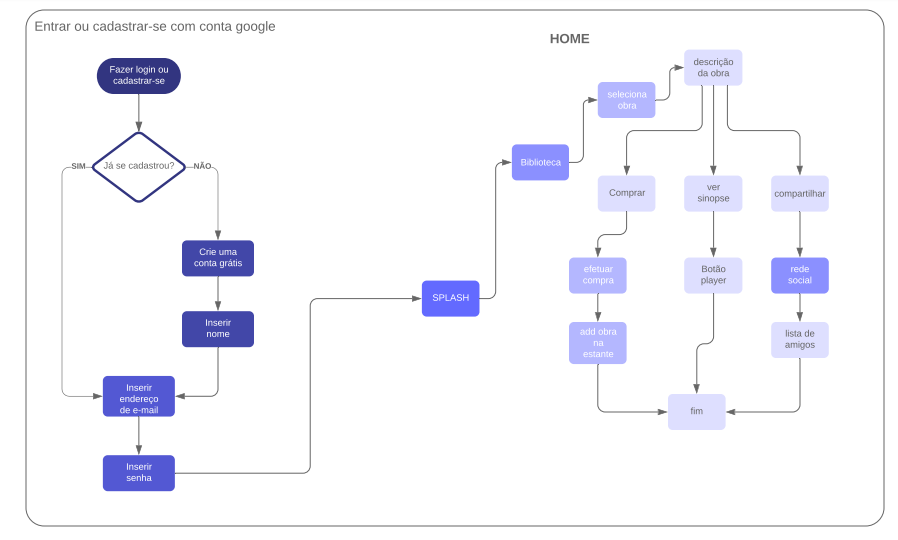 Entrar ou cadastrar-se com conta google
HOME
Fazer login ou
cadastrar-se
SIM
Já se cadastrou?
NÃO
Crie uma
conta grátis
Inserir
nome
Inserir
endereço
de e-mail
Inserir
senha
SPLASH
Biblioteca
seleciona
obra
descrição
da obra
Comprar
ver
sinopse
compartilhar
efetuar
compra
Botão
player
rede
social
add obra
na
estante
lista de
amigos
fim